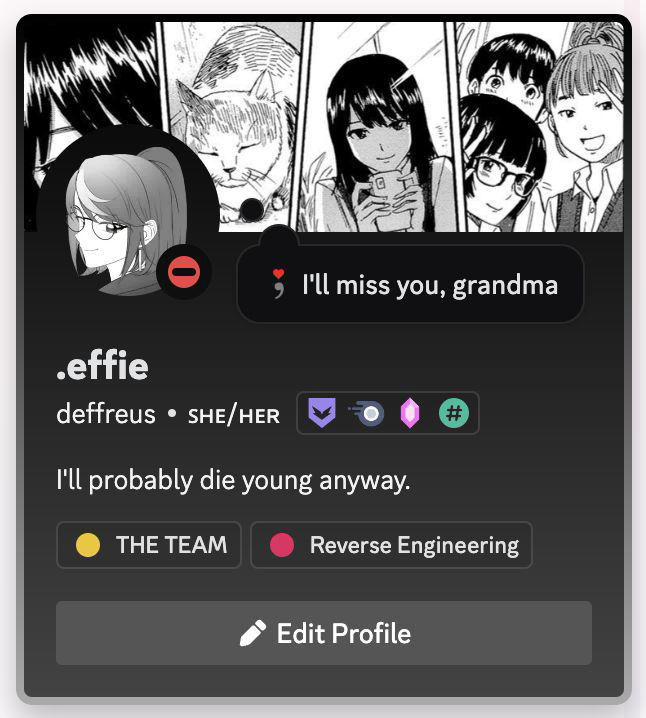 I'll miss you, grandma
.effie
deffreus • SHE/HER #
I'll probably die young anyway.
THE TEAM Reverse Engineering
Edit Profile